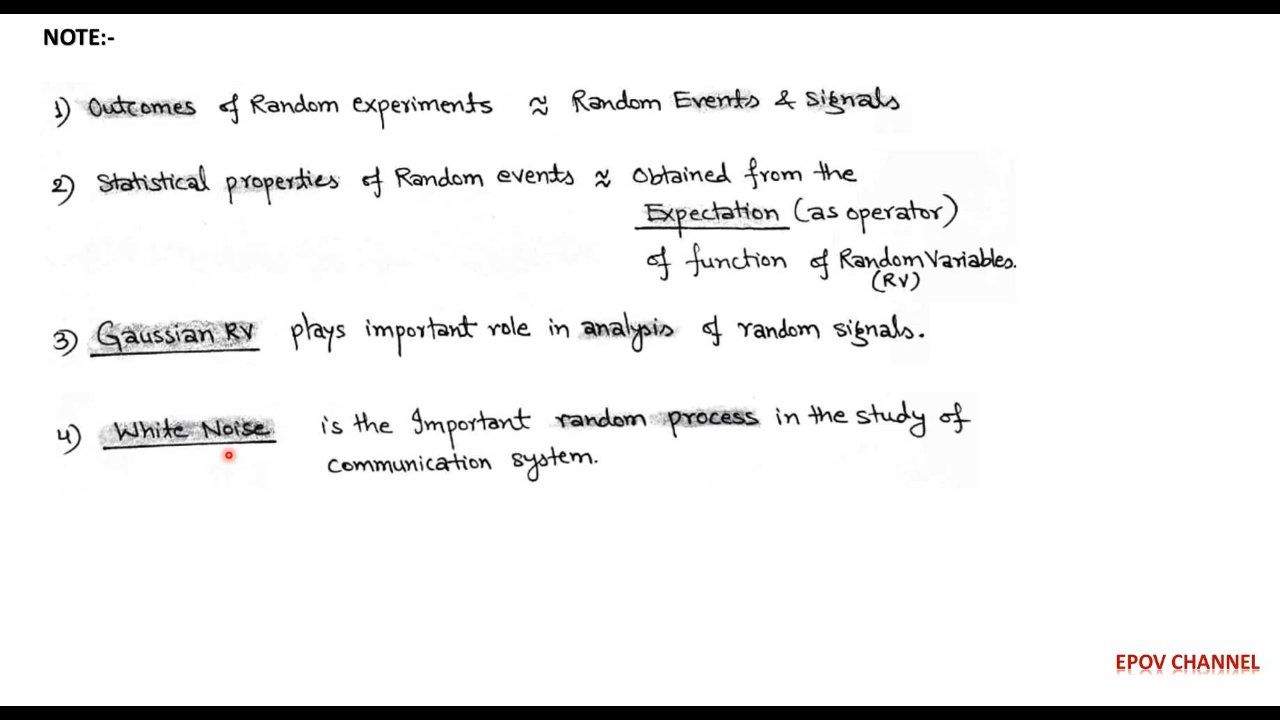 NOTE:-
1) Outcomes of Random experiments ≈ Random Events & Signals
2) Statistical properties of Random events ≈ Obtained from the
Expectation (as operator)
of function of Random Variables.
(RV)
3) Gaussian RV plays important role in analysis of random signals.
4) White Noise is the Important random process in the study of
communication system.
EPOV CHANNEL